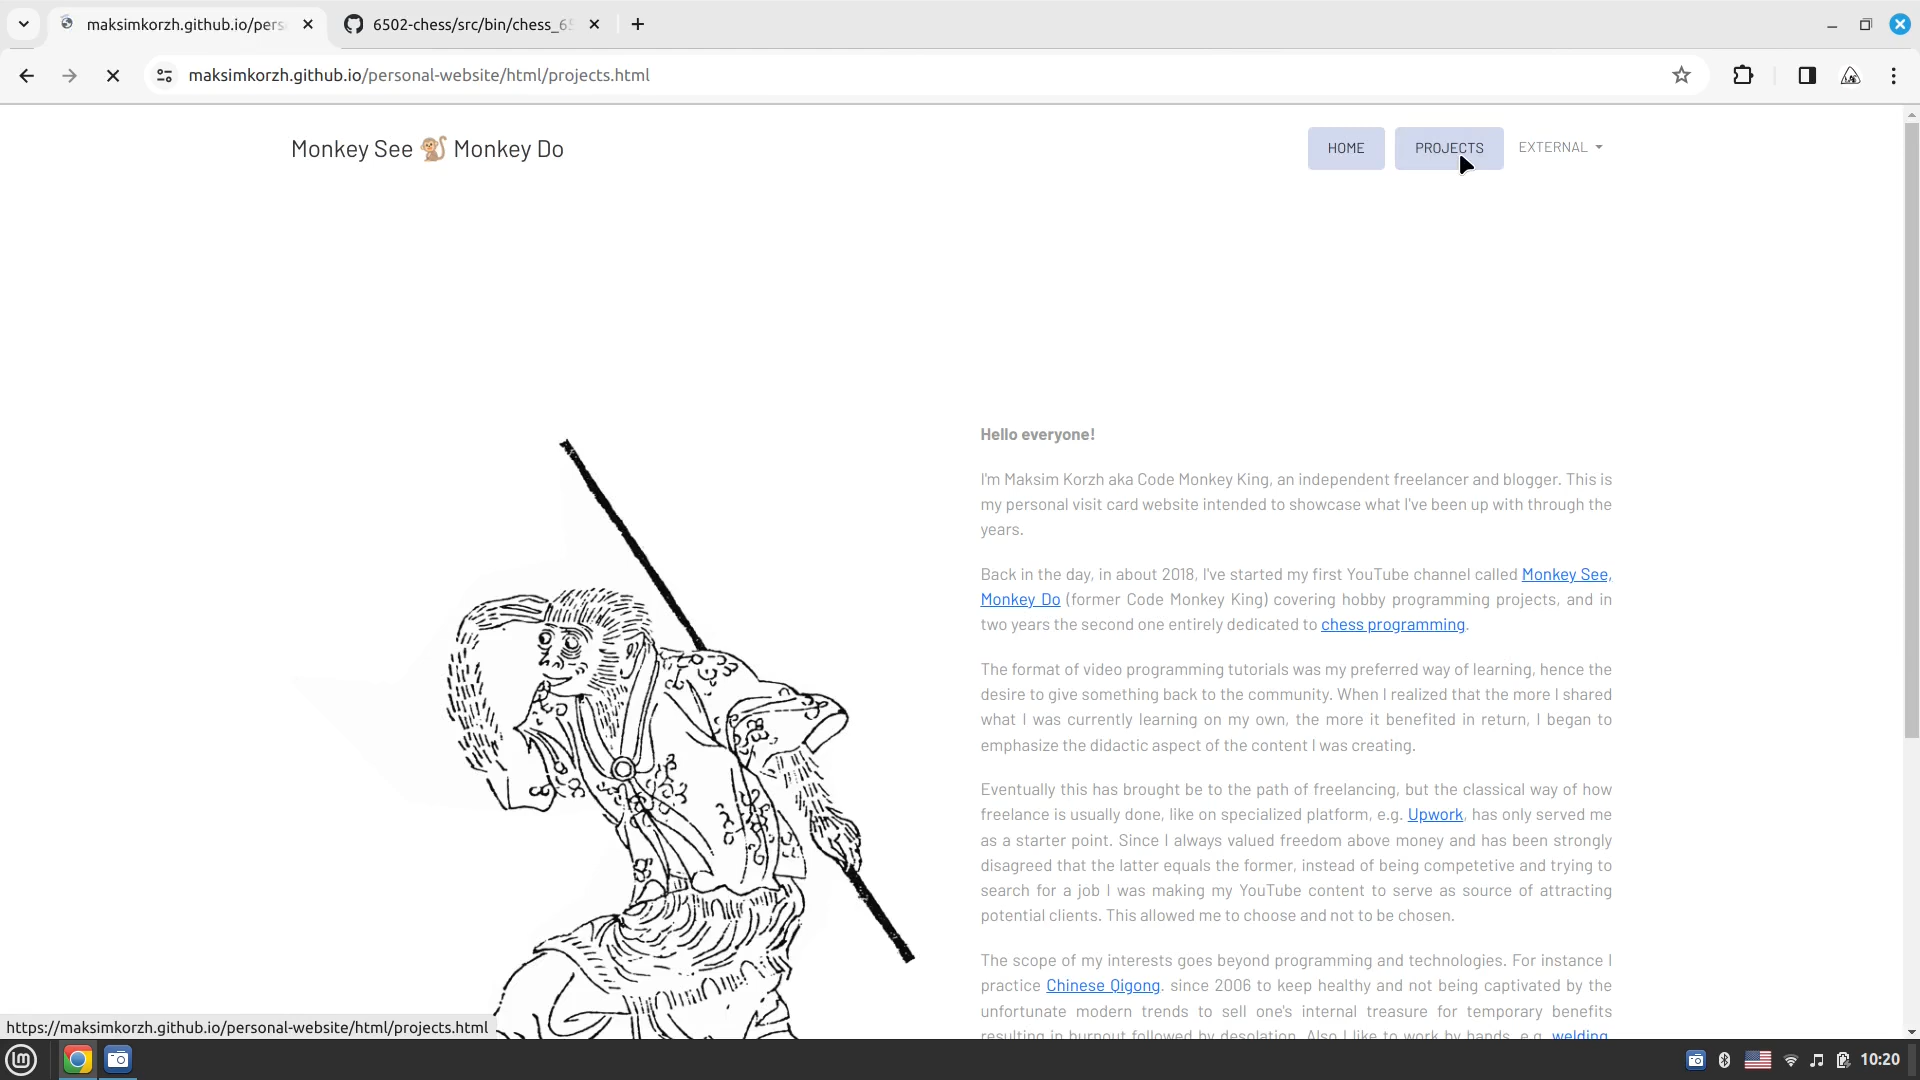 maksimkorzh.github.io/pers
6502-chess/src/bin/chess_65
maksimkorzh.github.io/personal-website/html/projects.html
Monkey See 🐒 Monkey Do
HOME
PROJECTS
EXTERNAL
Hello everyone!
I'm Maksim Korzh aka Code Monkey King, an independent freelancer and blogger. This is
my personal visit card website intended to showcase what I've been up with through the
years.
Back in the day, in about 2018, I've started my first YouTube channel called Monkey See,
Monkey Do (former Code Monkey King) covering hobby programming projects, and in
two years the second one entirely dedicated to chess programming.
The format of video programming tutorials was my preferred way of learning, hence the
desire to give something back to the community. When I realized that the more I shared
what I was currently learning on my own, the more it benefited in return, I began to
emphasize the didactic aspect of the content I was creating.
Eventually this has brought be to the path of freelancing, but the classical way of how
freelance is usually done, like on specialized platform, e.g. Upwork, has only served me
as a starter point. Since I always valued freedom above money and has been strongly
disagreed that the latter equals the former, instead of being competetive and trying to
search for a job I was making my YouTube content to serve as source of attracting
potential clients. This allowed me to choose and not to be chosen.
The scope of my interests goes beyond programming and technologies. For instance I
practice Chinese Qigong. since 2006 to keep healthy and not being captivated by the
unfortunate modern trends to sell one's internal treasure for temporary benefits
resulting in burnout followed by desolation. Also I like to work by hands, e.g. welding,
https://maksimkorzh.github.io/personal-website/html/projects.html
10:20